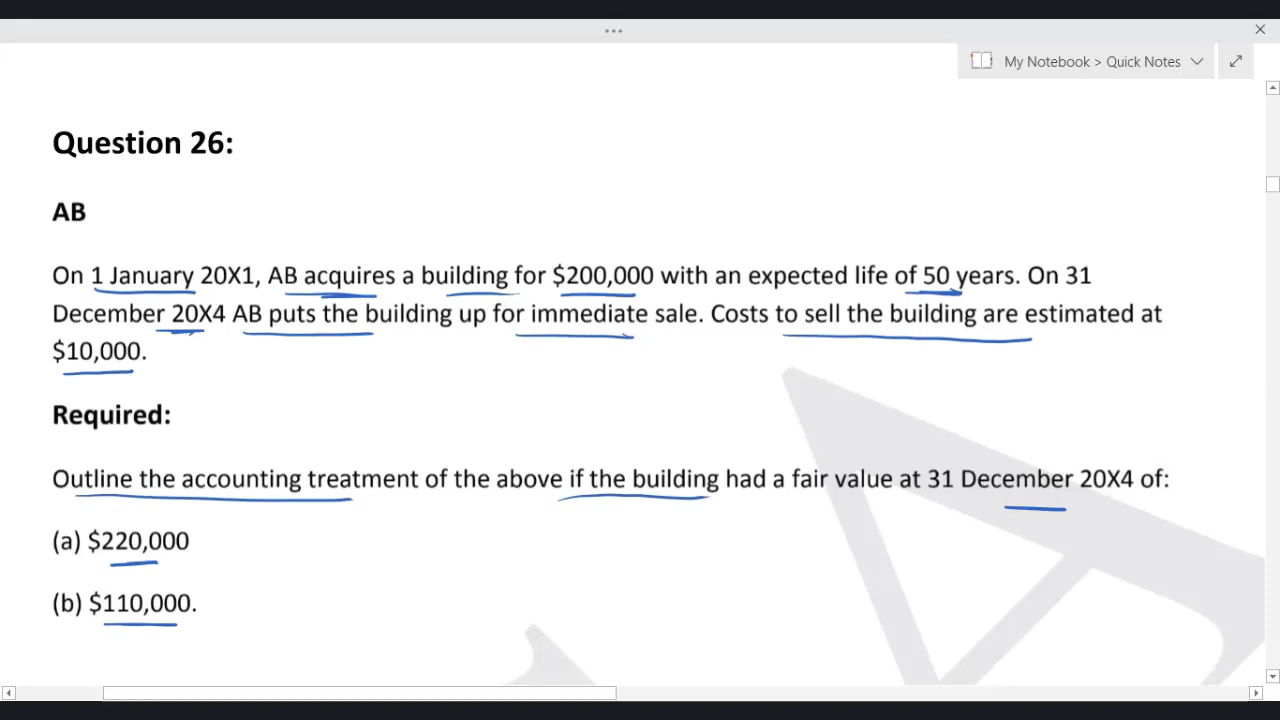 My Notebook > Quick Notes
Question 26:
AB
On 1 January 20X1, AB acquires a building for $200,000 with an expected life of 50 years. On 31
December 20X4 AB puts the building up for immediate sale. Costs to sell the building are estimated at
$10,000.
Required:
Outline the accounting treatment of the above if the building had a fair value at 31 December 20X4 of:
(a) $220,000
(b) $110,000.